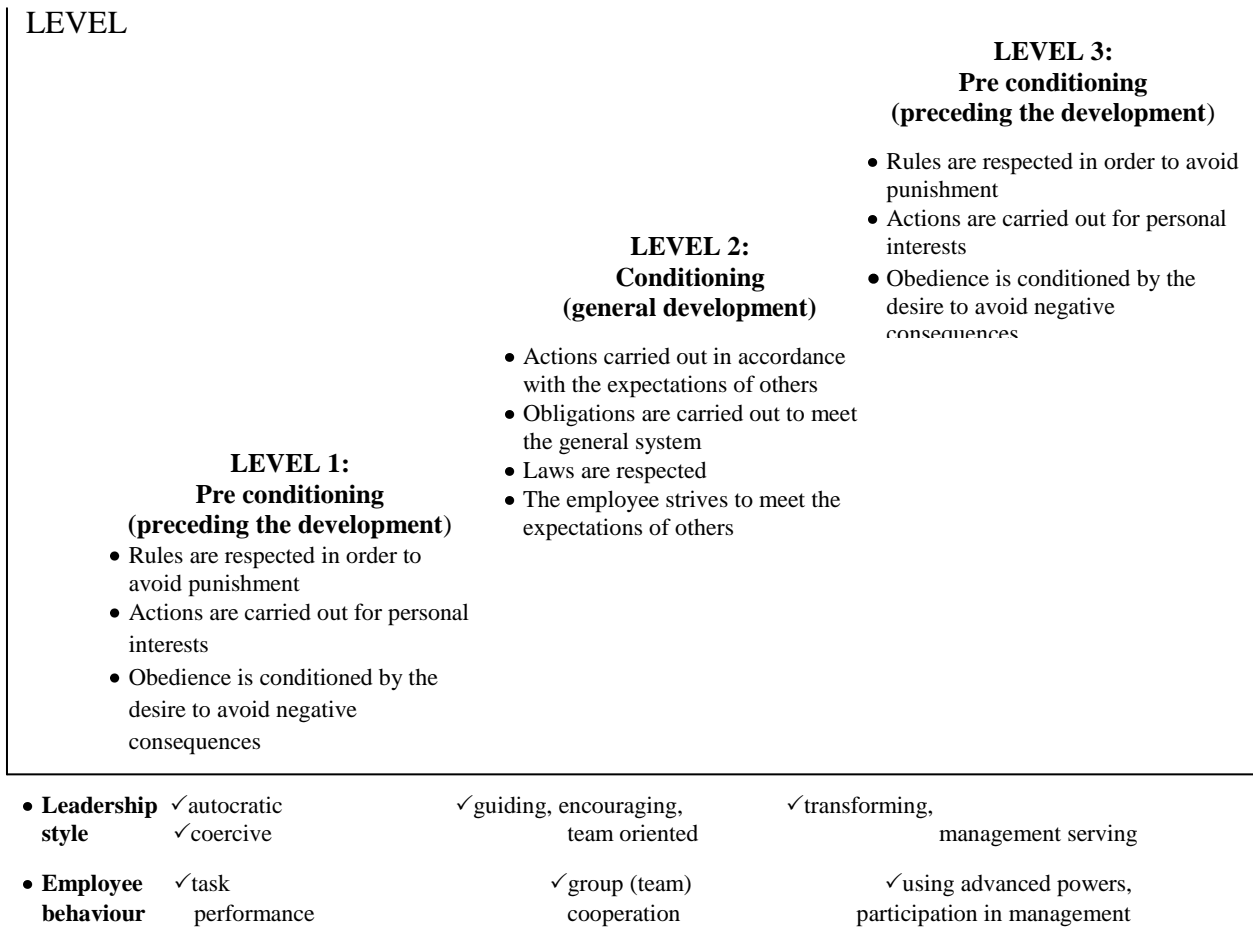 LEVEL
LEVEL 3:
Pre conditioning
(preceding the development)
• Rules are respected in order to avoid
punishment
• Actions are carried out for personal
interests
• Obedience is conditioned by the
desire to avoid negative
consequences
LEVEL 2:
Conditioning
(general development)
• Actions carried out in accordance
with the expectations of others
• Obligations are carried out to meet
the general system
• Laws are respected
• The employee strives to meet the
expectations of others
LEVEL 1:
Pre conditioning
(preceding the development)
• Rules are respected in order to
avoid punishment
• Actions are carried out for personal
interests
• Obedience is conditioned by the
desire to avoid negative
consequences
• Leadership ✓autocratic ✓guiding, encouraging, ✓transforming,
style ✓coercive team oriented management serving
• Employee ✓task ✓group (team) ✓using advanced powers,
behaviour performance cooperation participation in management